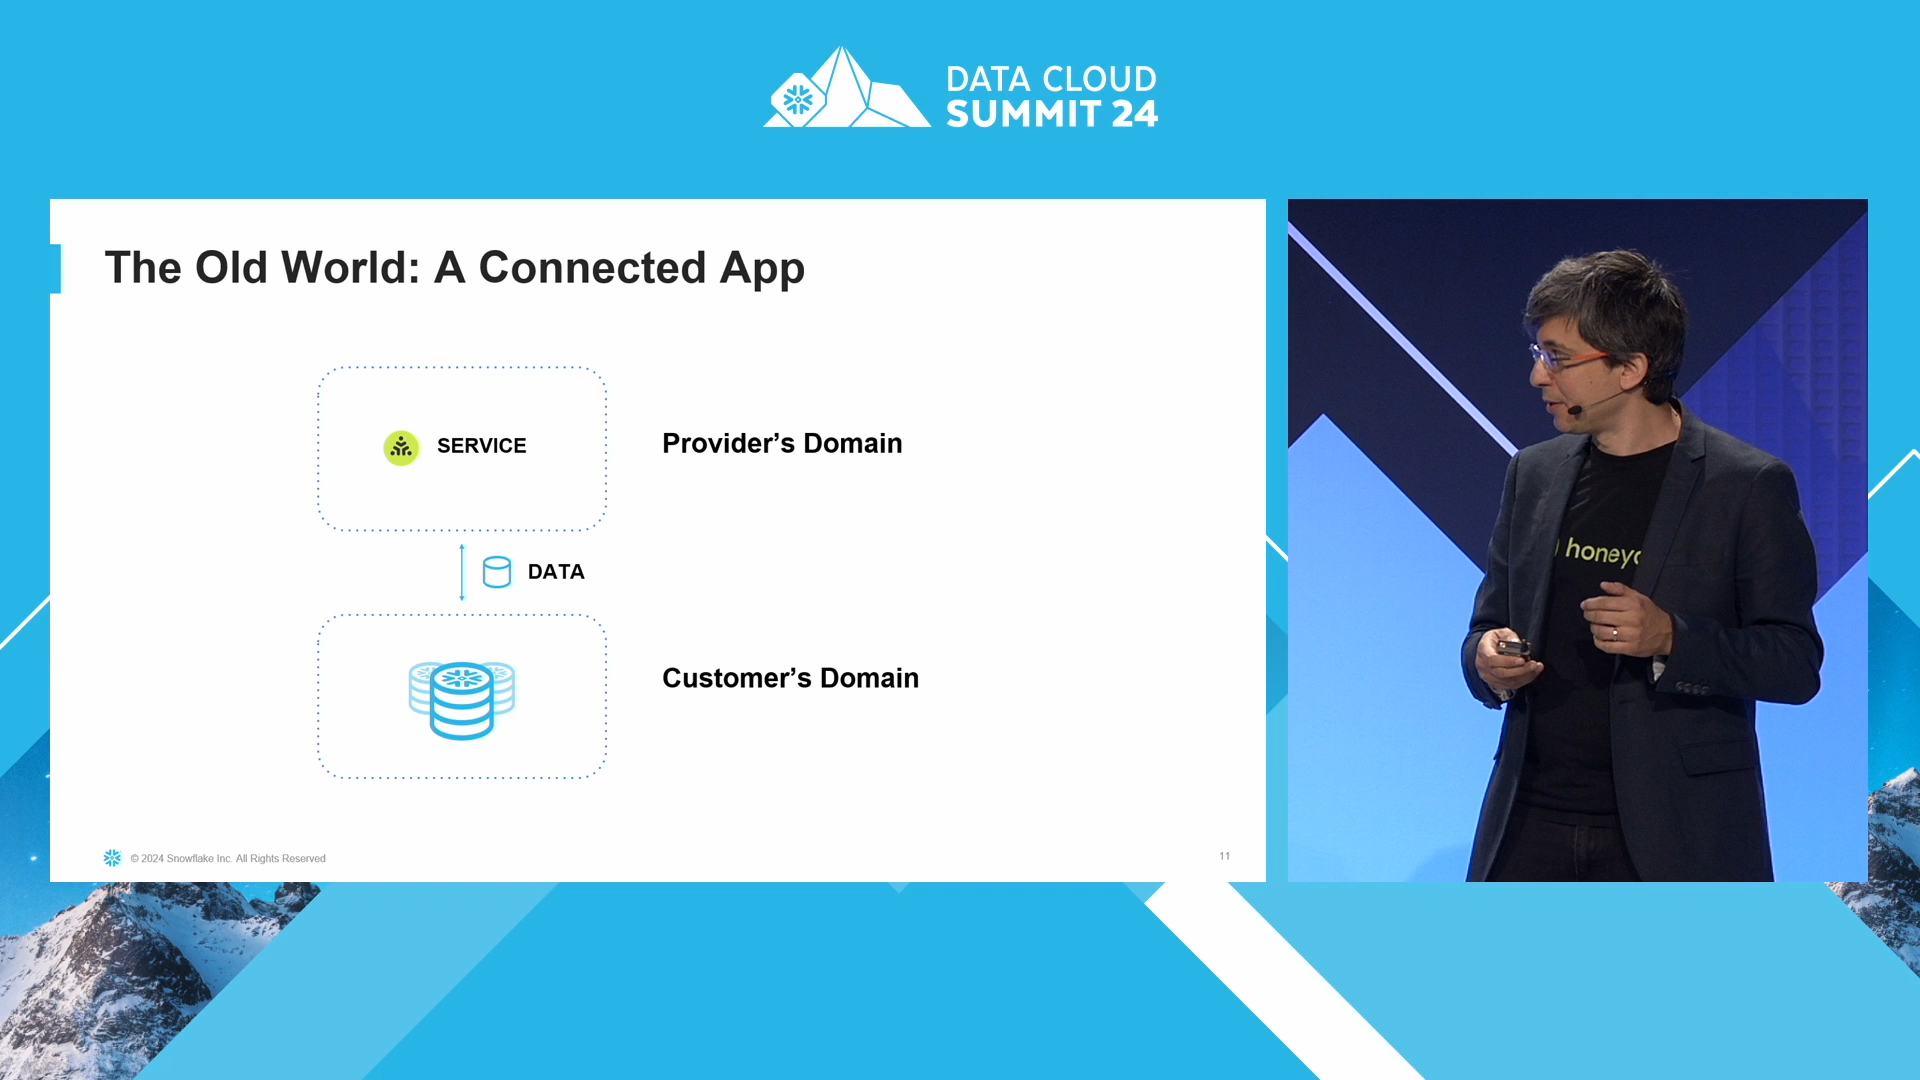 DATA CLOUD
SUMMIT 24
The Old World: A Connected App
SERVICE
Provider’s Domain
DATA
Customer’s Domain
© 2024 Snowflake Inc. All Rights Reserved
11
honeyc